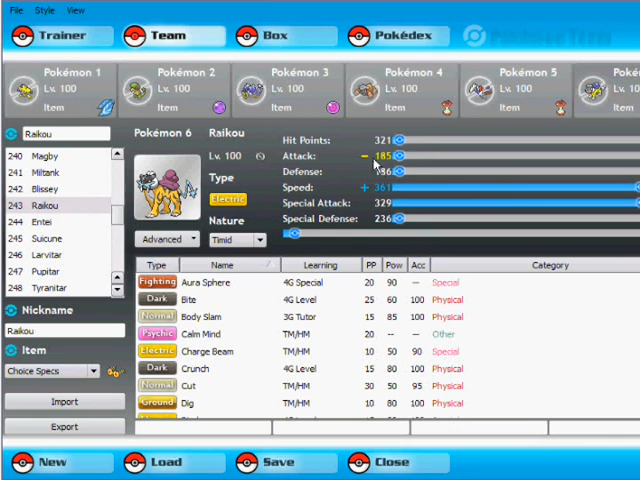 File Style View
Trainer Team Box Pokédex
Pokémon 1 Pokémon 2 Pokémon 3 Pokémon 4 Pokémon 5 Poké
Lv. 100 Lv. 100 Lv. 100 Lv. 100 Lv. 100 Lv. 10
Item Item Item Item Item Item
Raikou
240 Magby
241 Miltank
242 Blissey
243 Raikou
244 Entei
245 Suicune
246 Larvitar
247 Pupitar
248 Tyranitar
Nickname
Raikou
Item
Choice Specs
Import
Export
Pokémon 6 Raikou
Lv. 100
Type
Electric
Nature
Advanced Timid
Hit Points: 321
Attack: – 185
Defense: 186
Speed: + 361
Special Attack: 329
Special Defense: 236
Type Name Learning PP Pow Acc Category
Fighting Aura Sphere 4G Special 20 90 — Special
Dark Bite 4G Level 25 60 100 Physical
Normal Body Slam 3G Tutor 15 85 100 Physical
Psychic Calm Mind TM/HM 20 -- -- Other
Electric Charge Beam TM/HM 10 50 90 Special
Dark Crunch 4G Level 15 80 100 Physical
Normal Cut TM/HM 30 50 95 Physical
Ground Dig TM/HM 10 80 100 Physical
New Load Save Close